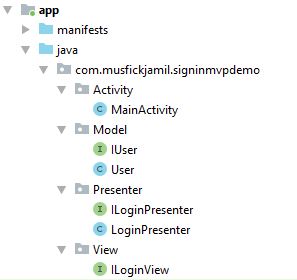 app
manifests
java
com.musfickjamil.signinmvpdemo
Activity
C MainActivity
Model
I IUser
C User
Presenter
I ILoginPresenter
C LoginPresenter
View
I ILoginView